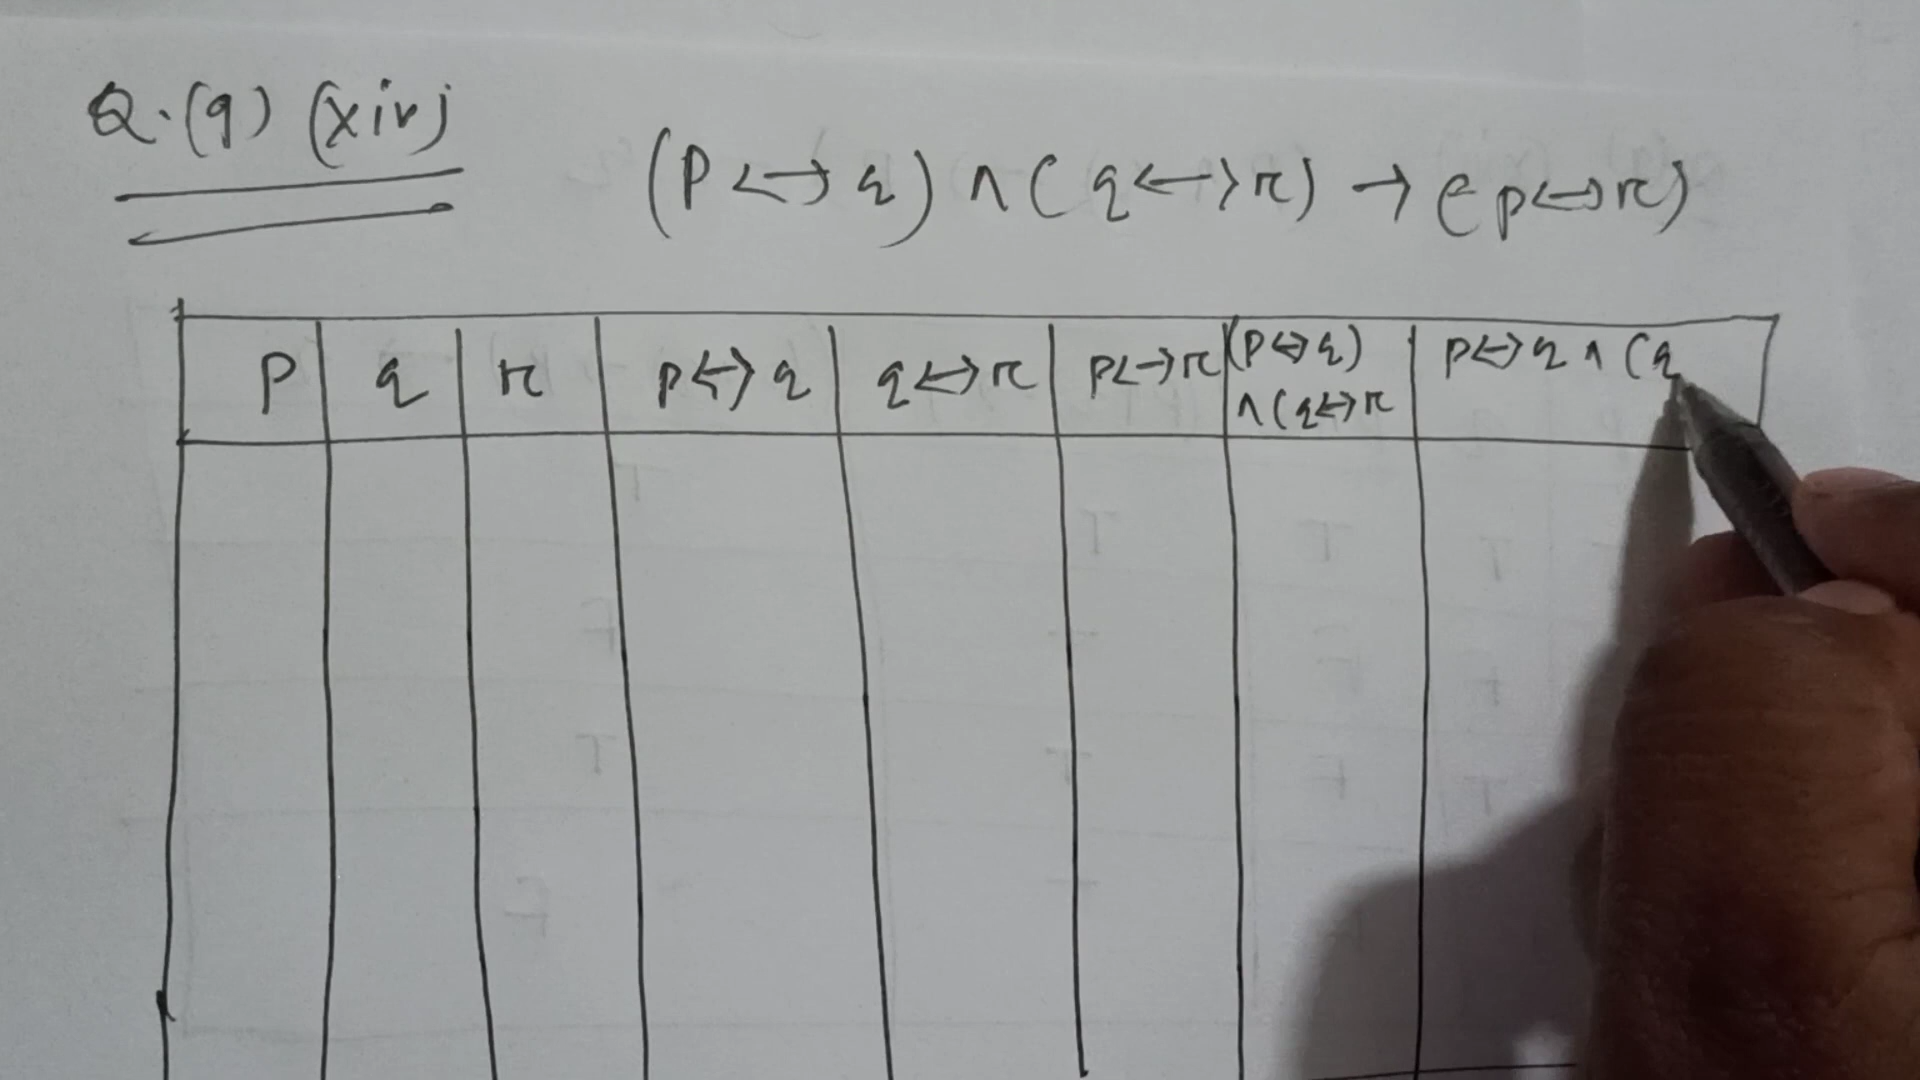 Q.(9) (xiv)
(P ↔ q) ∧ ( q ↔ r) → ( p ↔ r)
P q r p ↔ q q ↔ r p ↔ r (p ↔ q) p ↔ q ∧ (q
∧ (q ↔ r